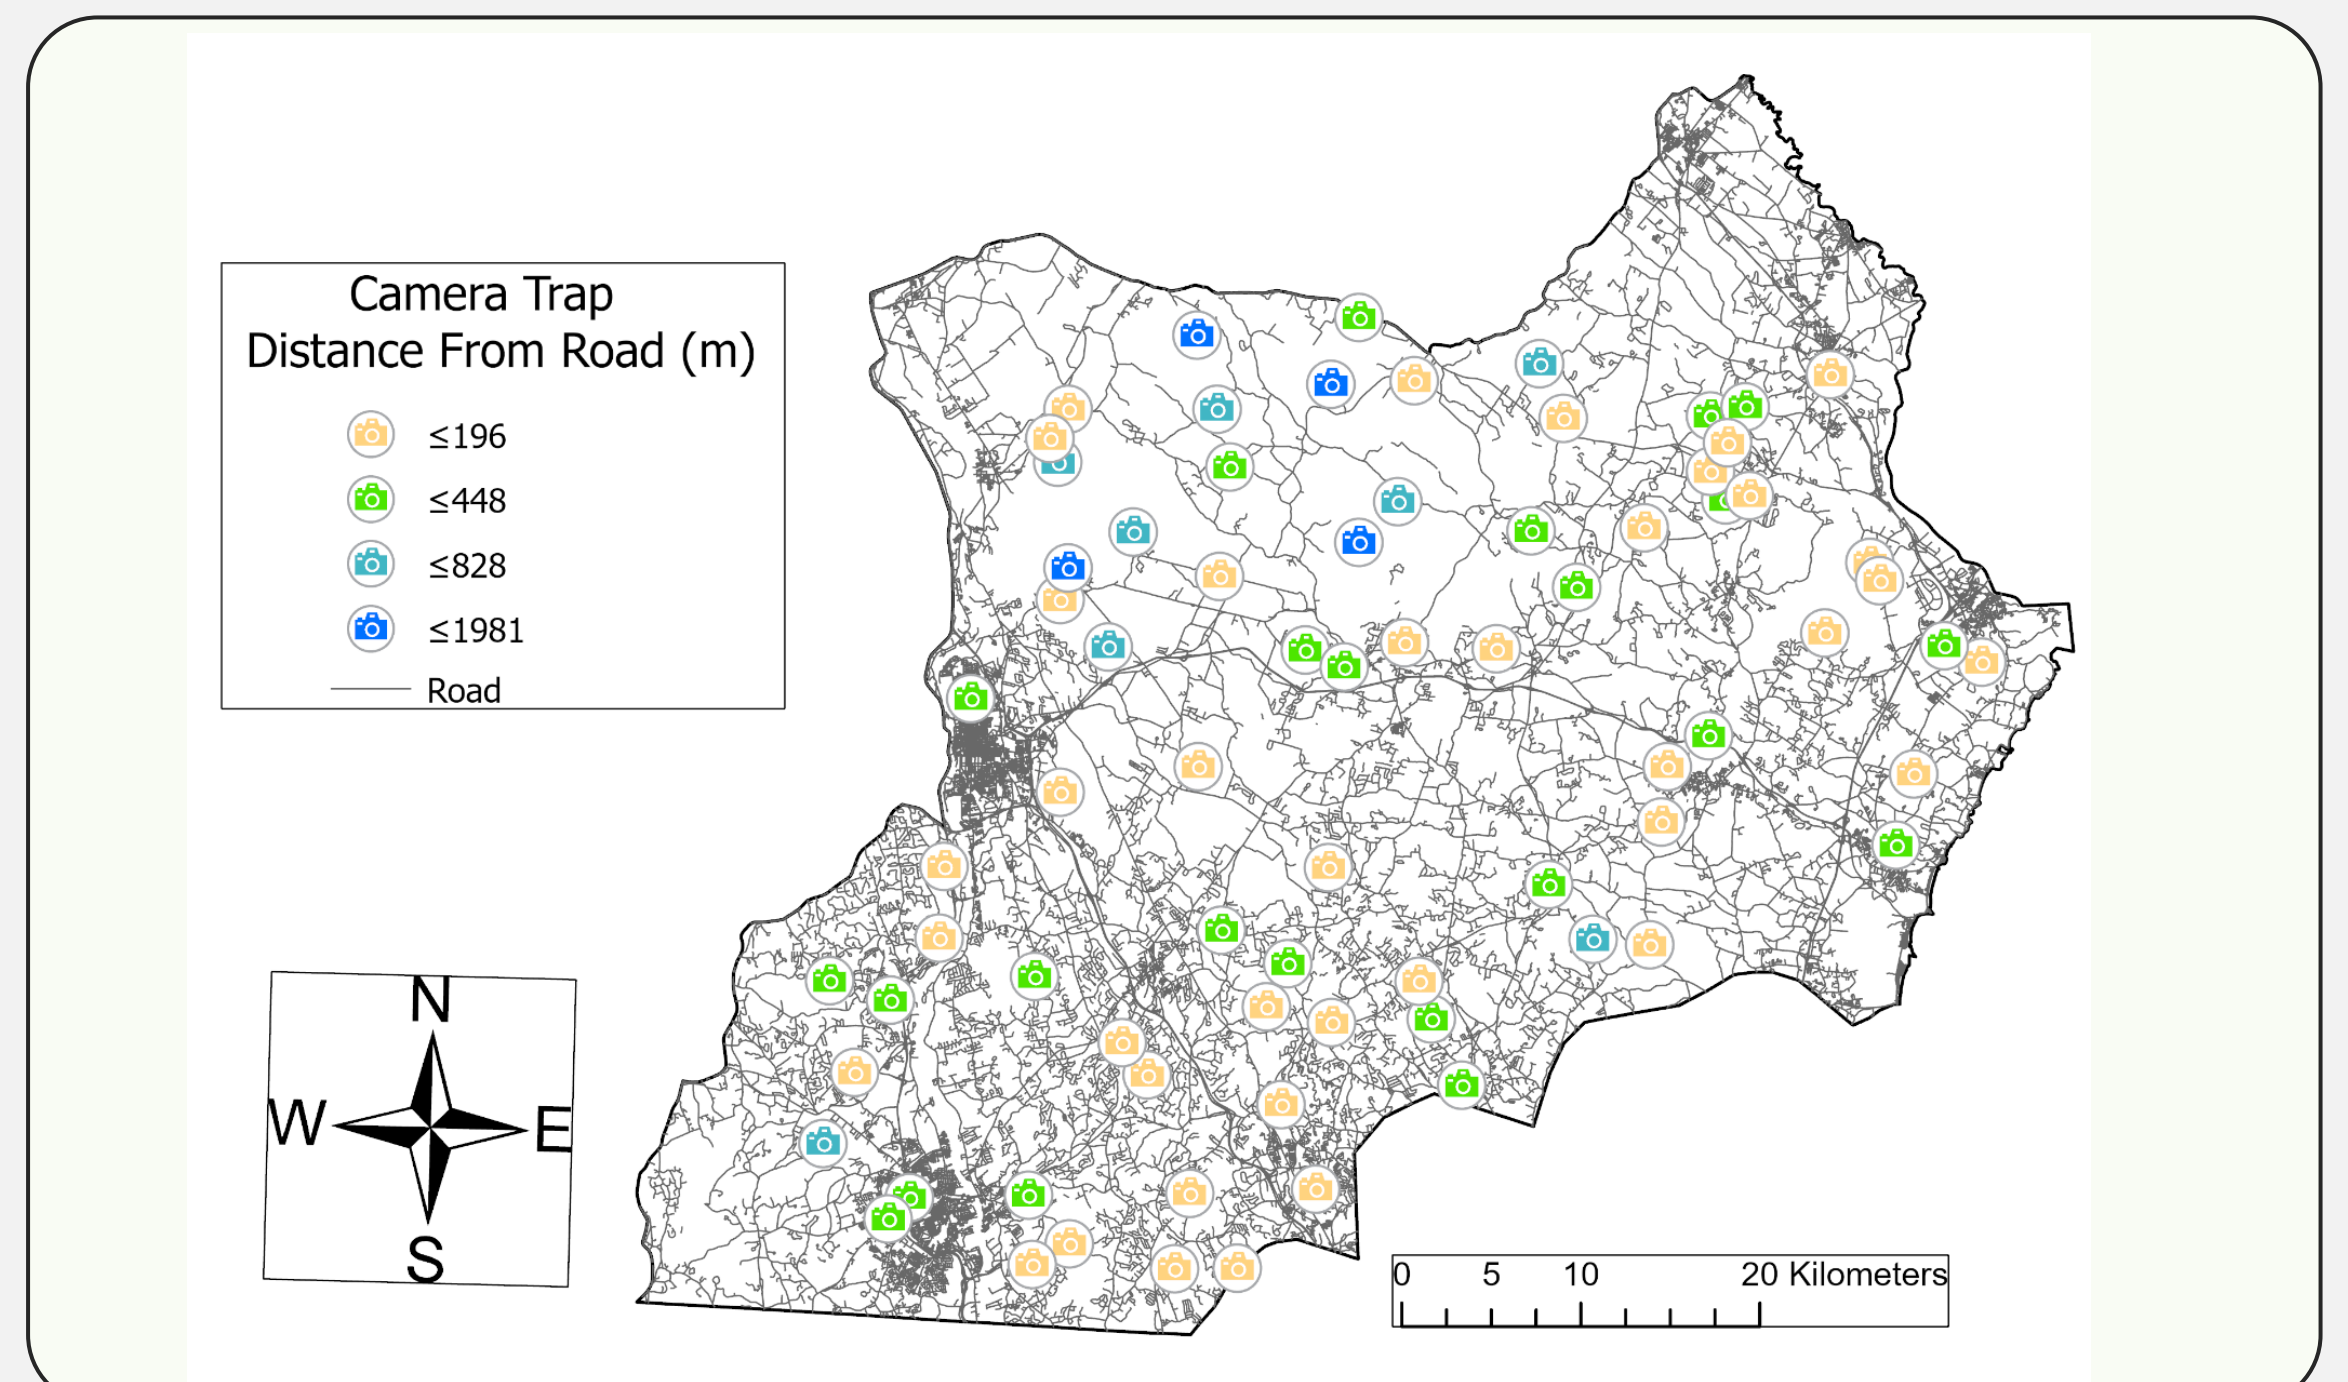 Camera Trap
Distance From Road (m)
≤196
≤448
≤828
≤1981
Road
N
W E
S
0 5 10 20 Kilometers